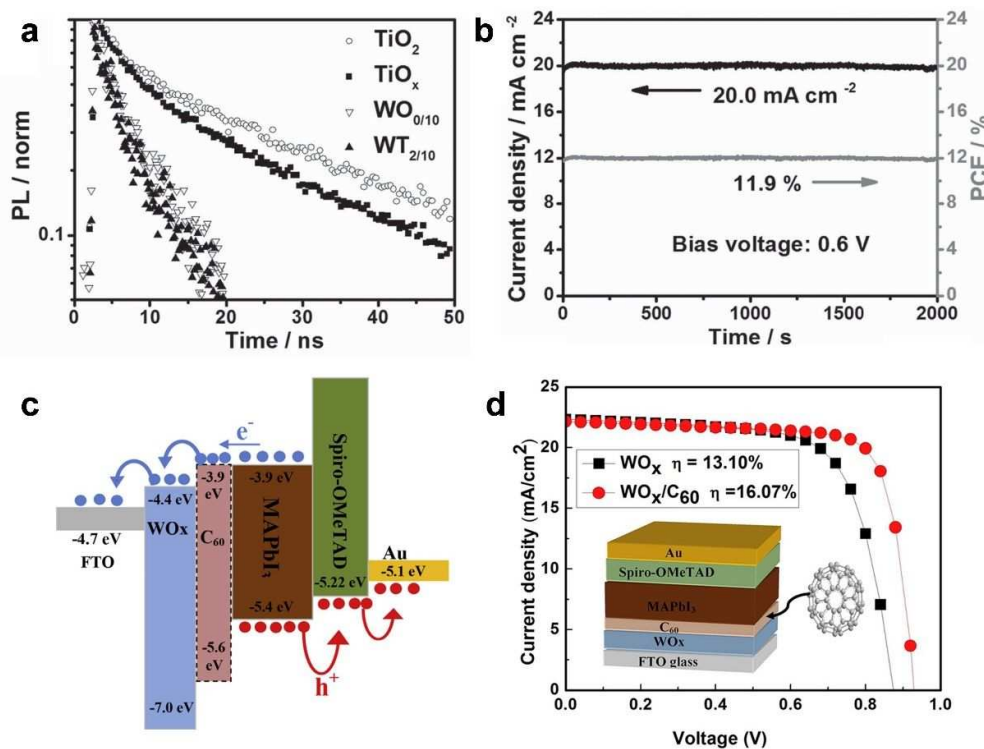 a
TiO₂
TiOₓ
WO₀/₁₀
WT₂/₁₀
PL / norm
0.1
0
10
20
30
40
50
Time / ns
b
Current density / mA cm⁻²
24
20
16
12
8
4
0
20.0 mA cm⁻²
11.9 %
Bias voltage: 0.6 V
24
20
16
12
8
4
0
PCE / %
0
500
1000
1500
2000
Time / s
c
e⁻
-4.7 eV
FTO
-4.4 eV
WOx
-7.0 eV
-3.9 eV
C₆₀
-5.6 eV
-3.9 eV
MAPbI₃
-5.4 eV
Spiro-OMeTAD
-5.22 eV
Au
-5.1 eV
h⁺
d
Current density (mA/cm²)
25
20
15
10
5
0
WOₓ η = 13.10%
WOₓ/C₆₀ η =16.07%
Au
Spiro-OMeTAD
MAPbI₃
C₆₀
WOx
FTO glass
0.0
0.2
0.4
0.6
0.8
1.0
Voltage (V)